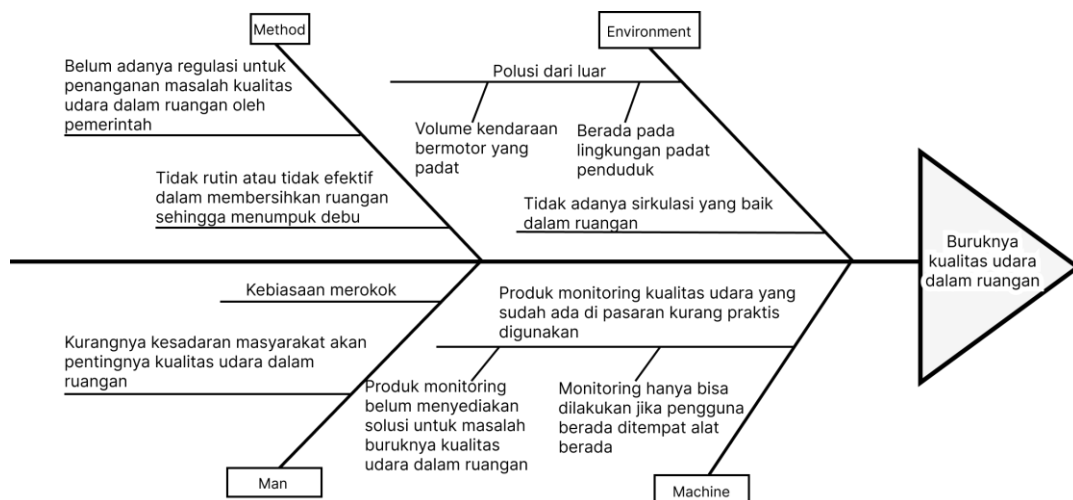 Method
Belum adanya regulasi untuk
penanganan masalah kualitas
udara dalam ruangan oleh
pemerintah
Tidak rutin atau tidak efektif
dalam membersihkan ruangan
sehingga menumpuk debu
Environment
Polusi dari luar
Volume kendaraan
bermotor yang
padat
Berada pada
lingkungan padat
penduduk
Tidak adanya sirkulasi yang baik
dalam ruangan
Buruknya
kualitas udara
dalam ruangan
Kebiasaan merokok
Kurangnya kesadaran masyarakat akan
pentingnya kualitas udara dalam
ruangan
Man
Produk monitoring kualitas udara yang
sudah ada di pasaran kurang praktis
digunakan
Produk monitoring
belum menyediakan
solusi untuk masalah
buruknya kualitas
udara dalam ruangan
Monitoring hanya bisa
dilakukan jika pengguna
berada ditempat alat
berada
Machine